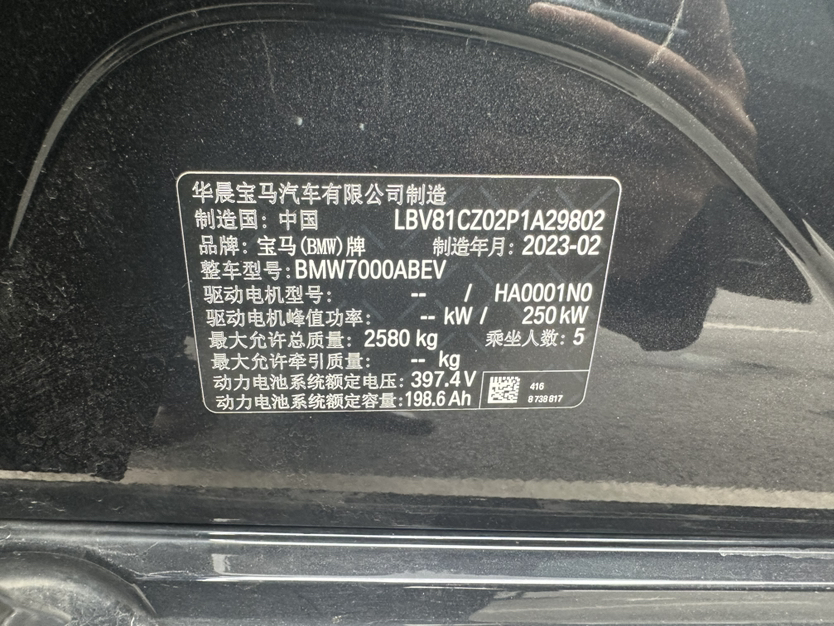 华晨宝马汽车有限公司制造
制造国：中国 LBV81CZ02P1A29802
品牌：宝马(BMW)牌 制造年月：2023-02
整车型号：BMW7000ABEV
驱动电机型号： -- / HA0001N0
驱动电机峰值功率： -- kW / 250 kW
最大允许总质量：2580 kg 乘坐人数：5
最大允许牵引质量： -- kg
动力电池系统额定电压：397.4 V
动力电池系统额定容量：198.6 Ah
416
8 738 817